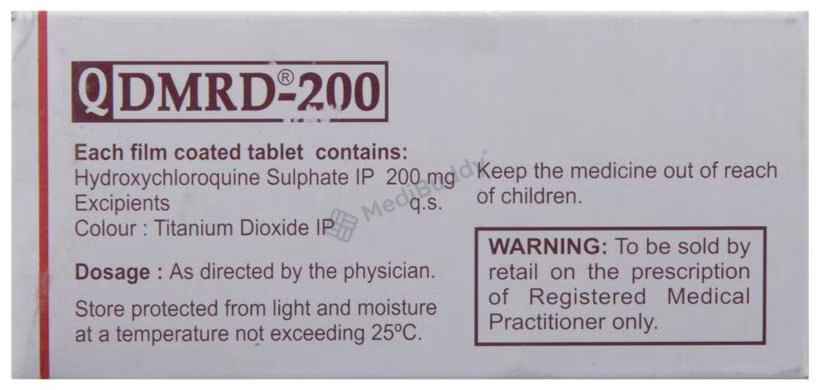 QDMRD®-200
Each film coated tablet contains:
Hydroxychloroquine Sulphate IP 200 mg
Excipients q.s.
Colour : Titanium Dioxide IP
Dosage : As directed by the physician.
Store protected from light and moisture
at a temperature not exceeding 25ºC.
MediBuddy
Keep the medicine out of reach
of children.
WARNING: To be sold by
retail on the prescription
of Registered Medical
Practitioner only.